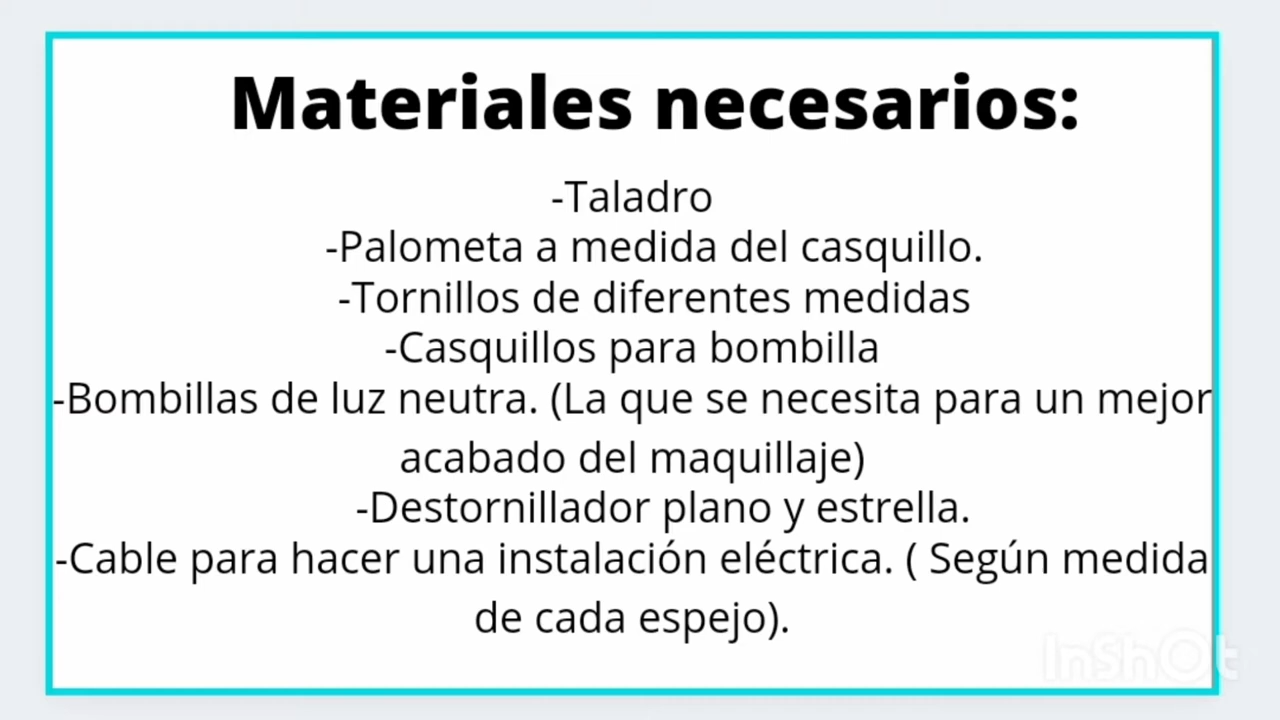 Materiales necesarios:
-Taladro
-Palometa a medida del casquillo.
-Tornillos de diferentes medidas
-Casquillos para bombilla
-Bombillas de luz neutra. (La que se necesita para un mejor
acabado del maquillaje)
-Destornillador plano y estrella.
-Cable para hacer una instalación eléctrica. ( Según medida
de cada espejo).
InShOt